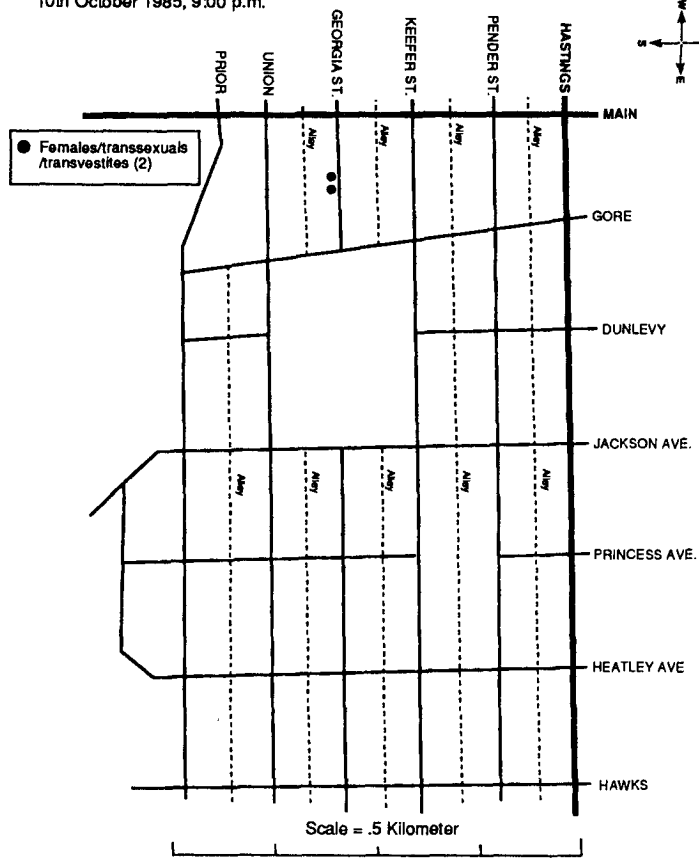 10th October 1985, 9:00 p.m.
W
S
E
PRIOR
UNION
GEORGIA ST.
KEEFER ST.
PENDER ST.
HASTINGS
MAIN
Females/transsexuals
/transvestites (2)
Alley
Alley
Alley
Alley
GORE
DUNLEVY
JACKSON AVE.
Alley
Alley
Alley
Alley
Alley
PRINCESS AVE.
HEATLEY AVE
HAWKS
Scale = .5 Kilometer